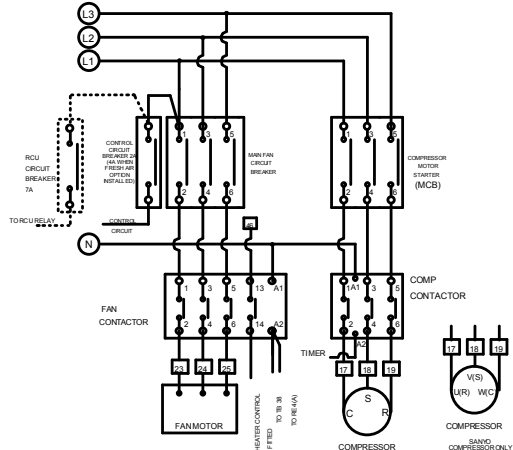 L3
L2
L1
RCU
CIRCUIT
BREAKER
7A
TO RCU RELAY
CONTROL
CIRCUIT
BREAKER 2A
(4A WHEN
FRESH AIR
OPTION
INSTALLED)
CONTROL
CIRCUIT
1 3 5
2 4 6
MAIN FAN
CIRCUIT
BREAKER
1 3 5
2 4 6
COMPRESSOR
MOTOR
STARTER
(MCB)
N
FAN
CONTACTOR
1 3 5 13 A1
2 4 6 14 A2
1 A1 3 5
2 A2 4 6
COMP
CONTACTOR
TIMER
23 24 25
FAN MOTOR
HEATER CONTROL
FITTED
TO TB 38
TO RE4(A)
17 18 19
S
C R
COMPRESSOR
17 18 19
V(S)
U(R) W(C)
COMPRESSOR
SANYO
COMPRESSOR ONLY